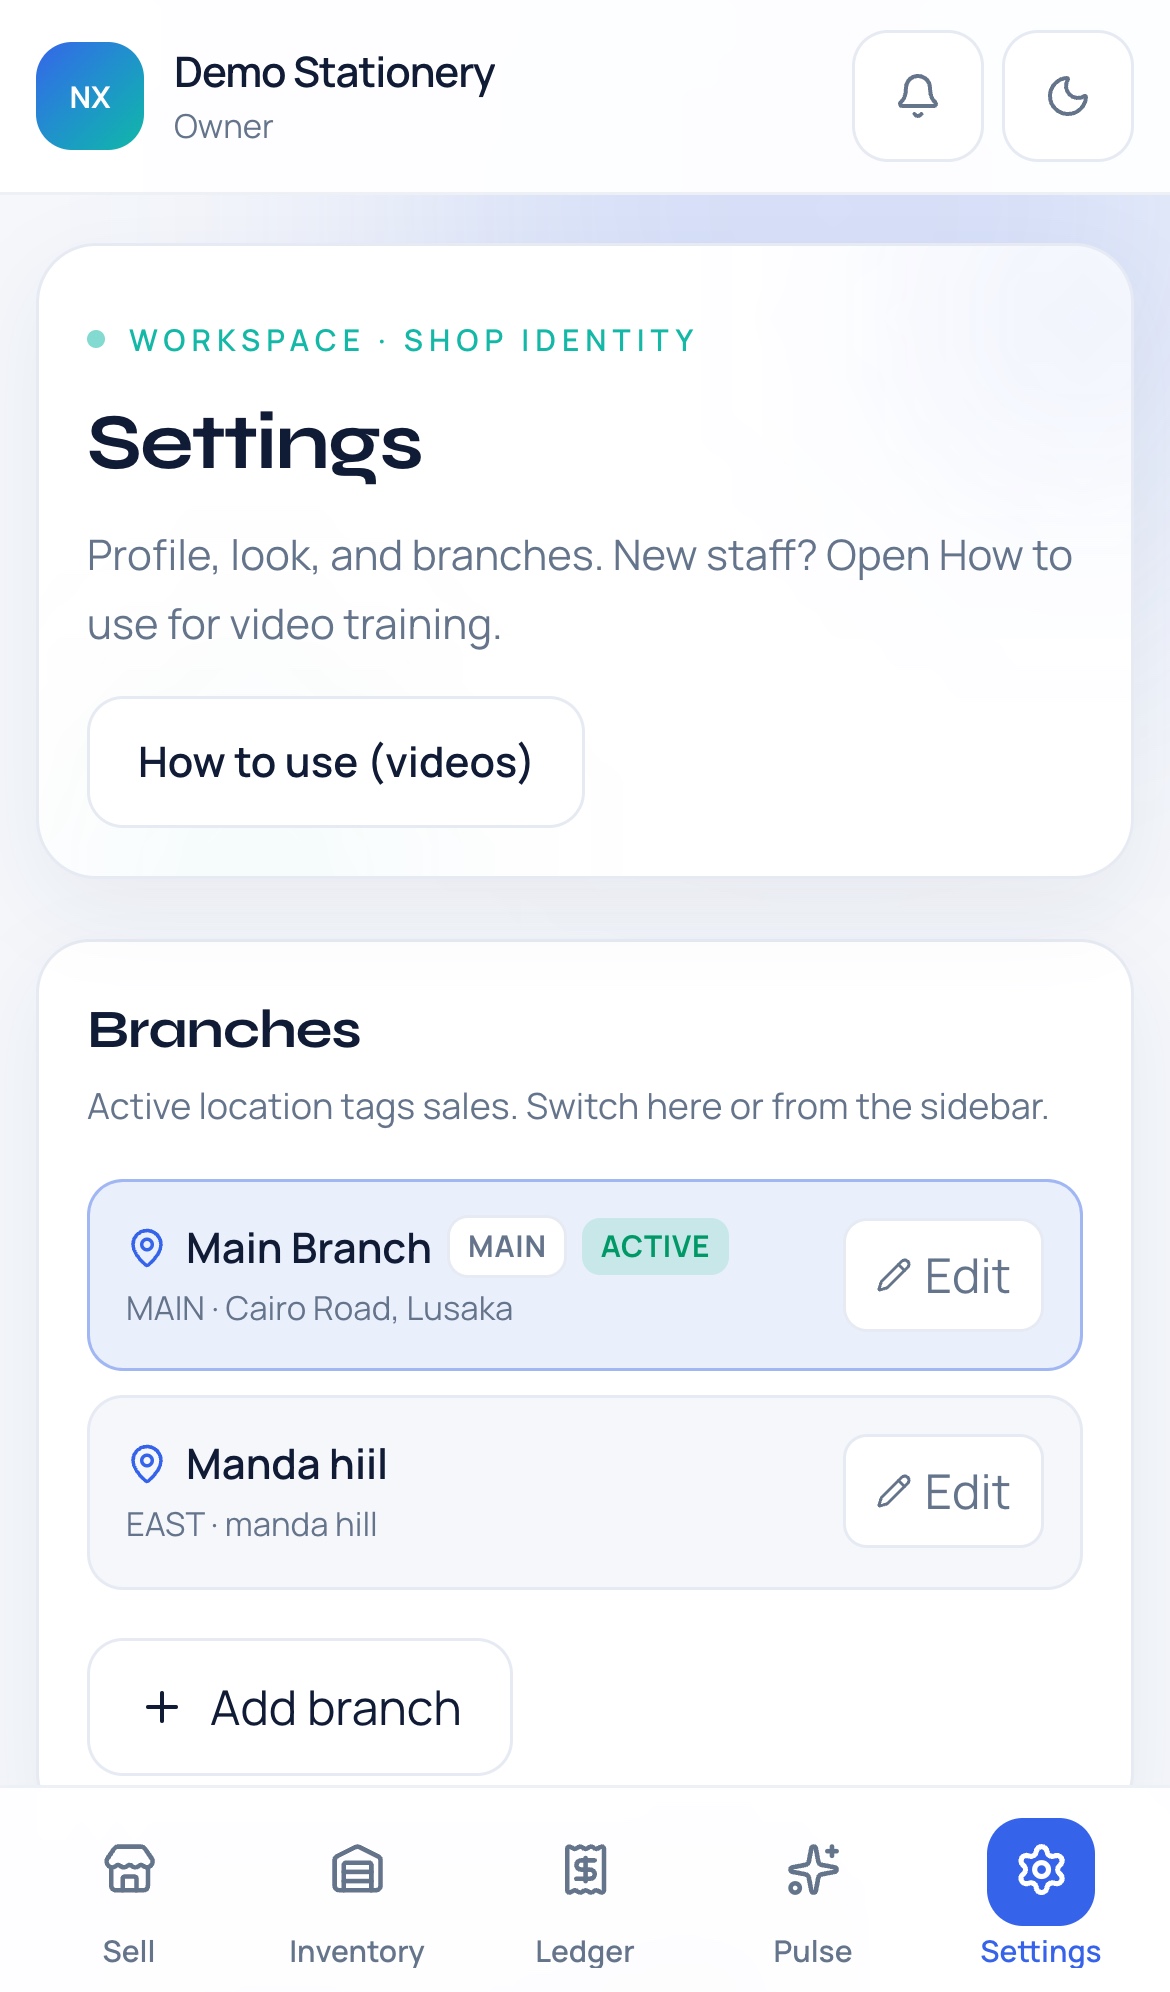 NX
Demo Stationery
Owner
WORKSPACE · SHOP IDENTITY
Settings
Profile, look, and branches. New staff? Open How to
use for video training.
How to use (videos)
Branches
Active location tags sales. Switch here or from the sidebar.
Main Branch MAIN ACTIVE
MAIN · Cairo Road, Lusaka
Edit
Manda hiil
EAST · manda hill
Edit
+ Add branch
Sell Inventory Ledger Pulse Settings